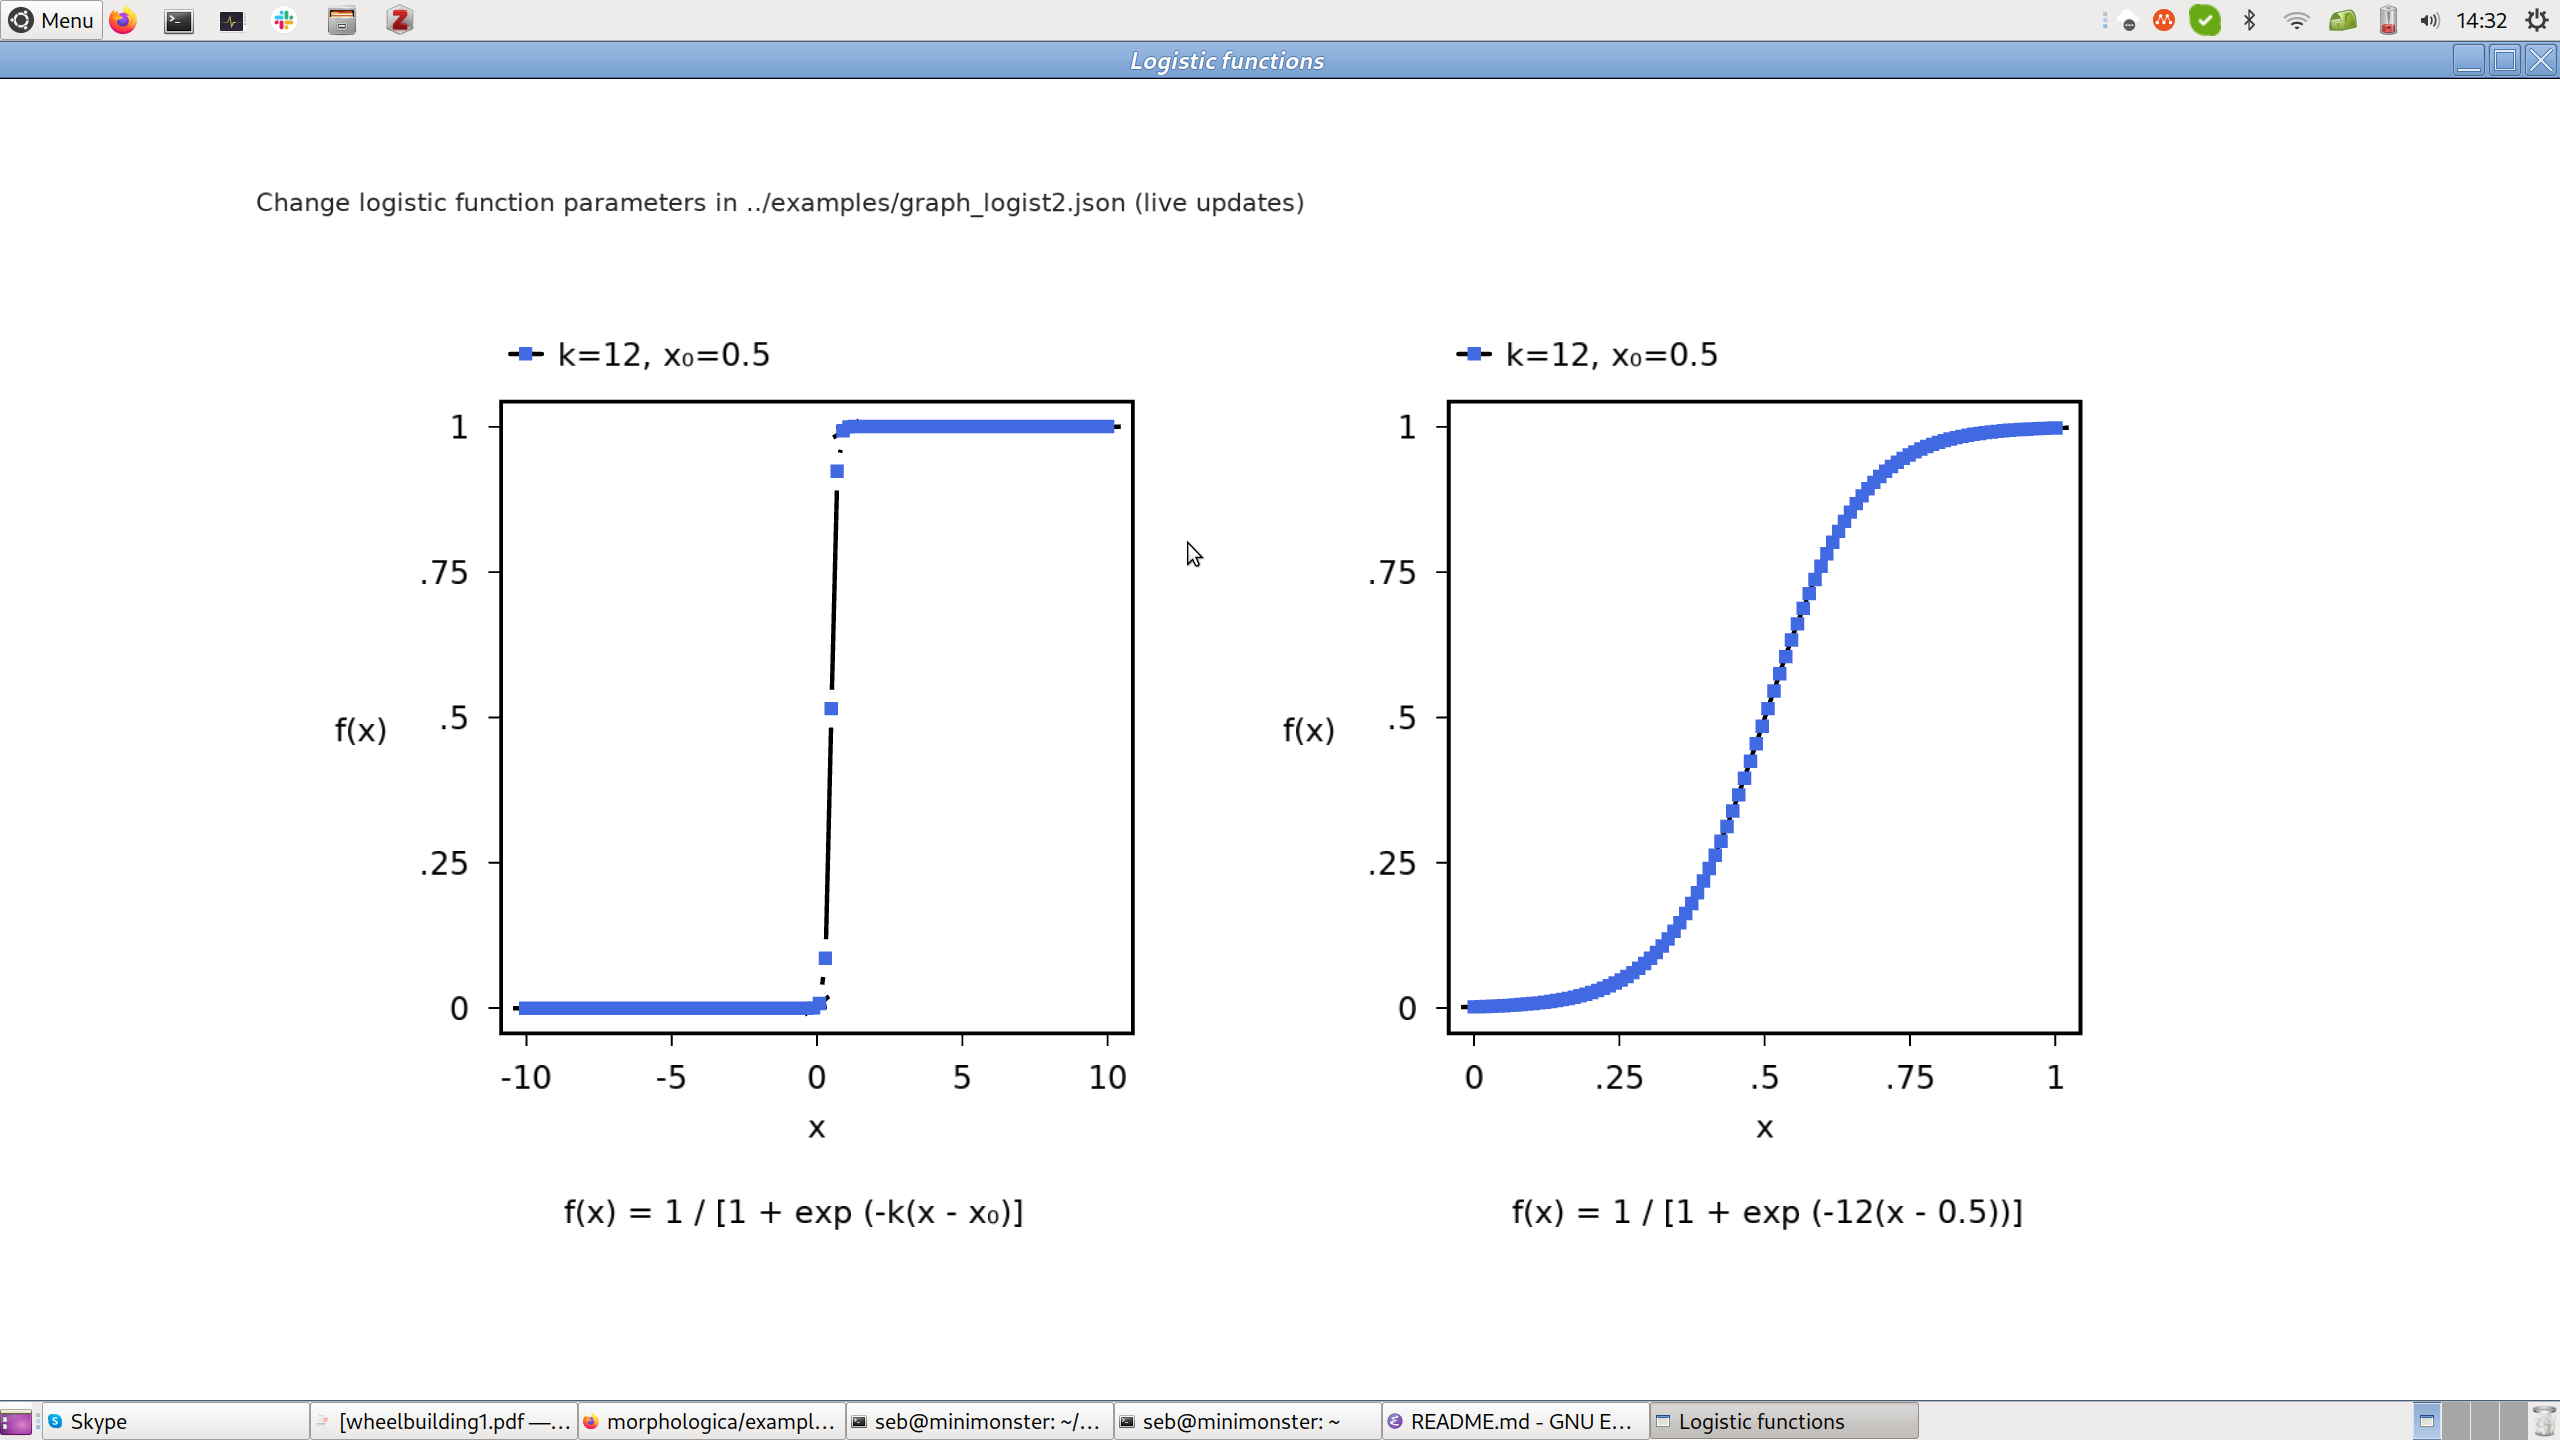 Menu
14:32
Logistic functions
Change logistic function parameters in ../examples/graph_logist2.json (live updates)
k=12, x₀=0.5
1
.75
.5
.25
0
f(x)
-10 -5 0 5 10
x
f(x) = 1 / [1 + exp (-k(x - x₀)]
k=12, x₀=0.5
1
.75
.5
.25
0
f(x)
0 .25 .5 .75 1
x
f(x) = 1 / [1 + exp (-12(x - 0.5))]
Skype
[wheelbuilding1.pdf —...
morphologica/exampl...
seb@minimonster: ~/...
seb@minimonster: ~
README.md - GNU E...
Logistic functions